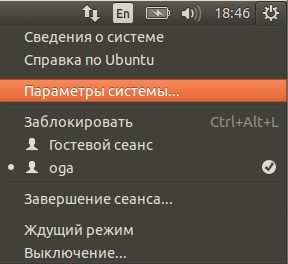 En 18:46
Сведения о системе
Справка по Ubuntu
Параметры системы...
Заблокировать Ctrl+Alt+L
Гостевой сеанс
oga
Завершение сеанса...
Ждущий режим
Выключение...